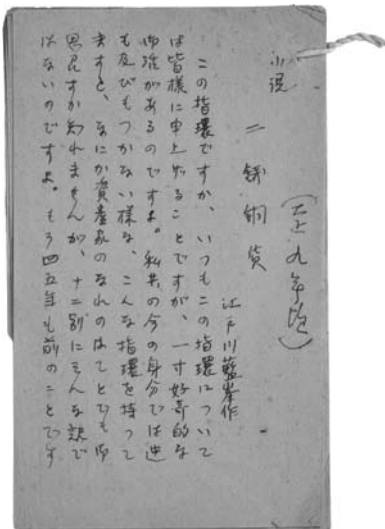 (大正九年頃)
小説 二銭銅貨
江戸川藍峯作
この指環ですか、いつもこの指環について
は皆様に申上げることですが、一寸好奇的な
御話があるのですよ。私共の今の身分では迚
も及びもつかない様な、こんな指環を持って
ますと、なにか資産家のなれのはてとでも御
思召すか知れませんが、ナニ別にそんな訳で
はないのですよ。もう四五年も前のことです